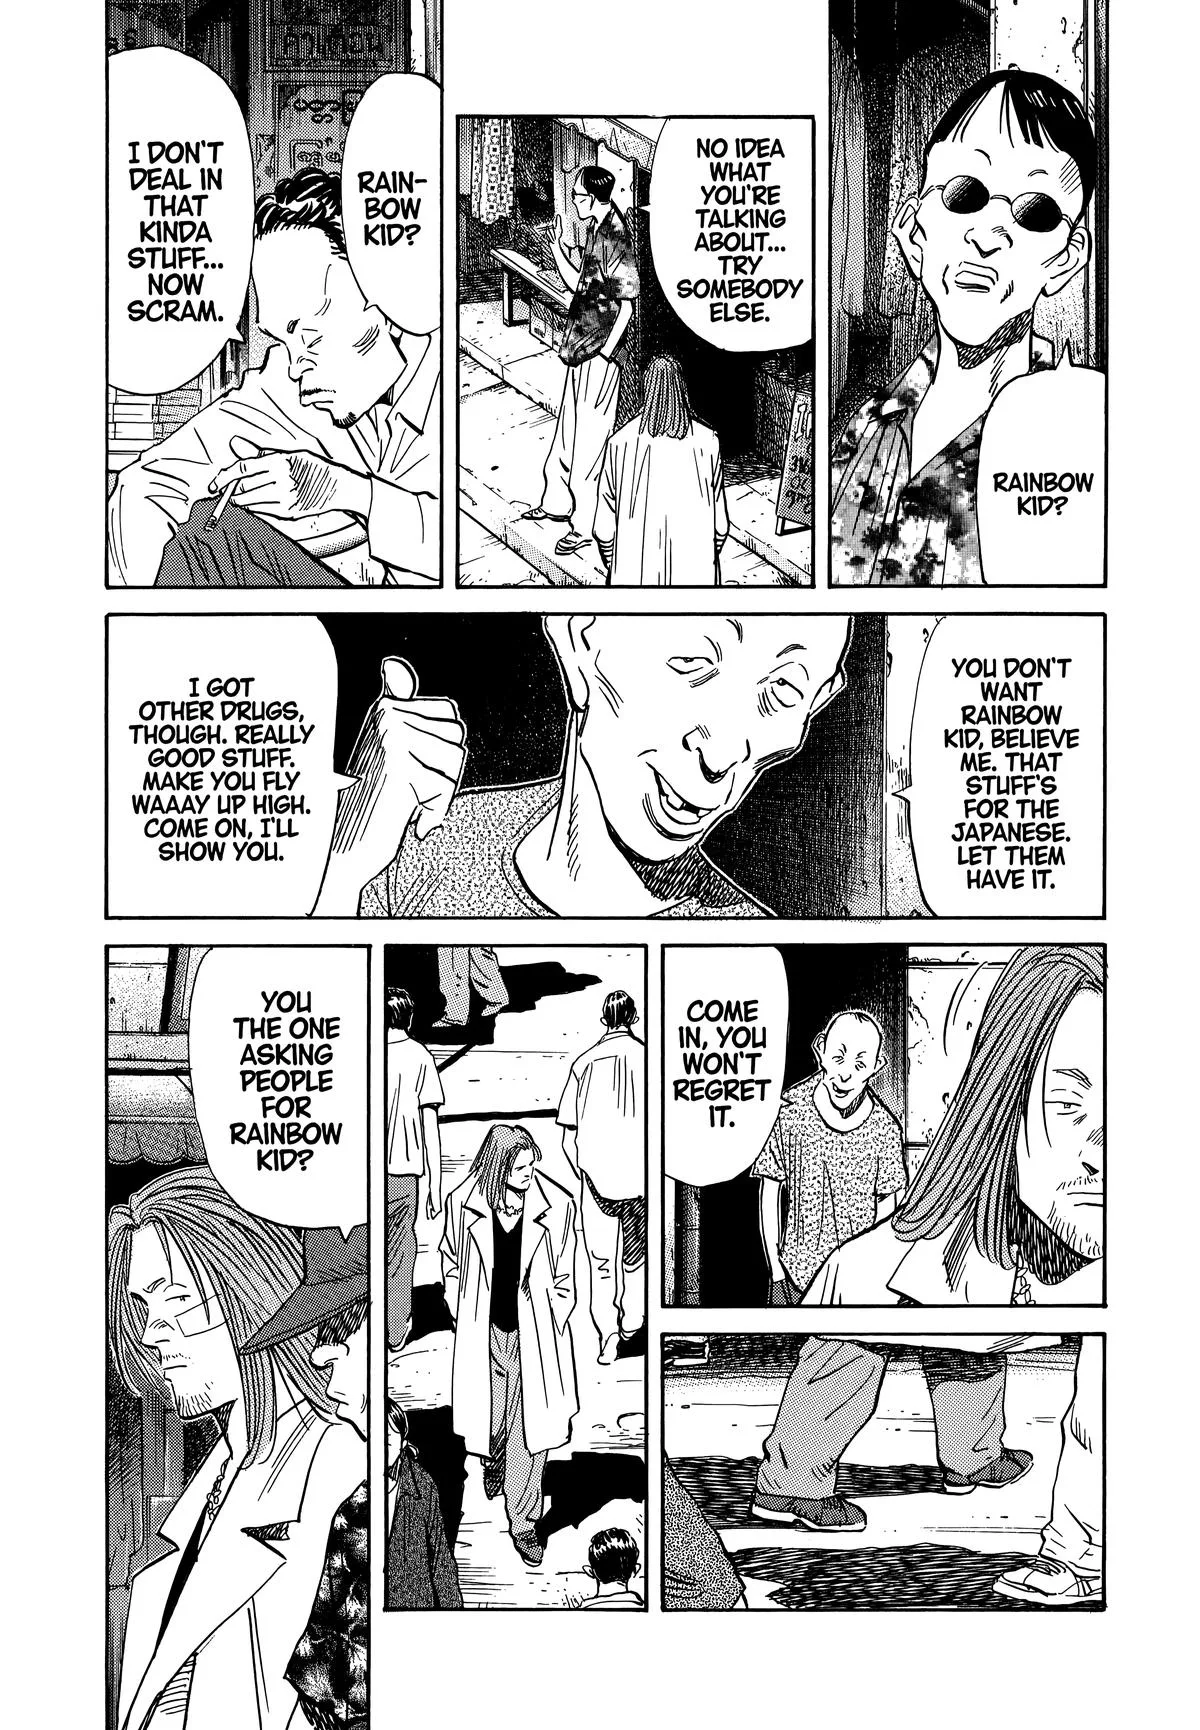 RAINBOW
KID?
NO IDEA
WHAT
YOU'RE
TALKING
ABOUT...
TRY
SOMEBODY
ELSE.
RAIN-
BOW
KID?
I DON'T
DEAL IN
THAT
KINDA
STUFF...
NOW
SCRAM.
YOU DON'T
WANT
RAINBOW
KID, BELIEVE
ME. THAT
STUFF'S
FOR THE
JAPANESE.
LET THEM
HAVE IT.
I GOT
OTHER DRUGS,
THOUGH. REALLY
GOOD STUFF.
MAKE YOU FLY
WAAAY UP HIGH.
COME ON, I'LL
SHOW YOU.
COME
IN, YOU
WON'T
REGRET
IT.
YOU
THE ONE
ASKING
PEOPLE
FOR
RAINBOW
KID?